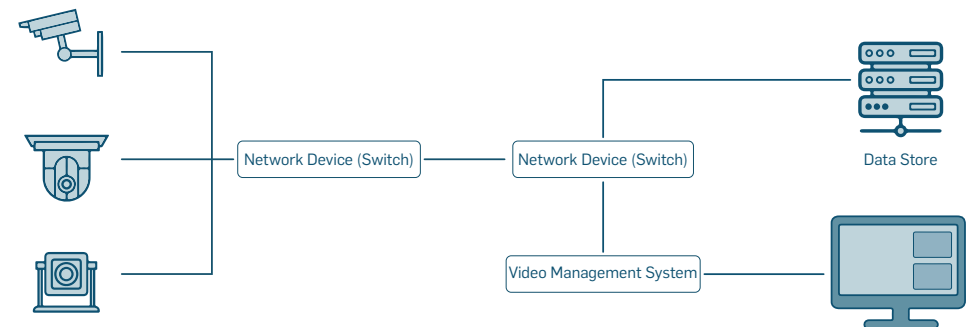 Network Device (Switch)
Network Device (Switch)
Data Store
Video Management System